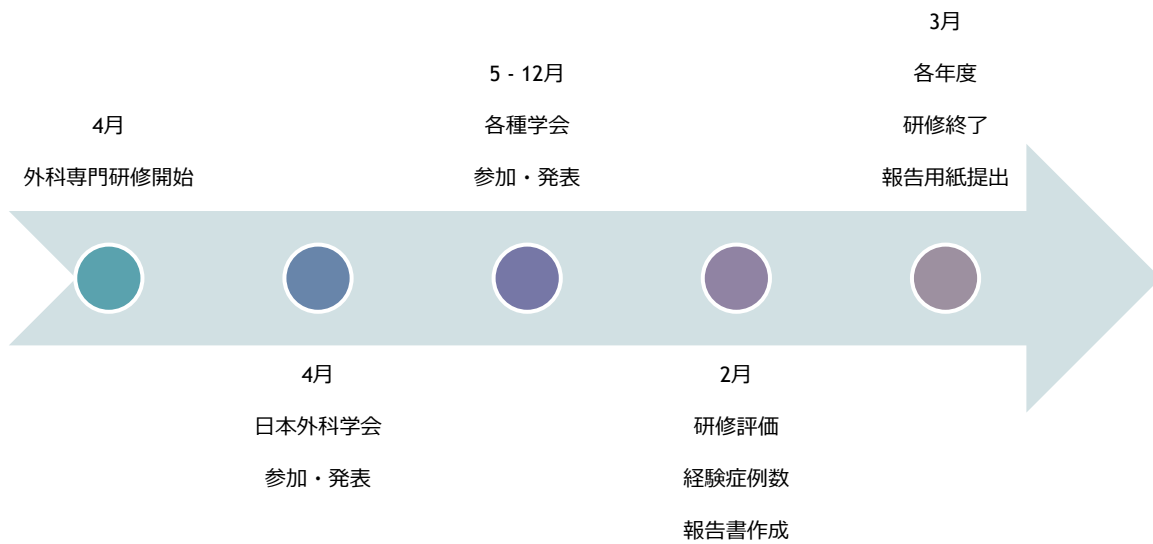 4月
外科専門研修開始
4月
日本外科学会
参加・発表
5 - 12月
各種学会
参加・発表
2月
研修評価
経験症例数
報告書作成
3月
各年度
研修終了
報告用紙提出